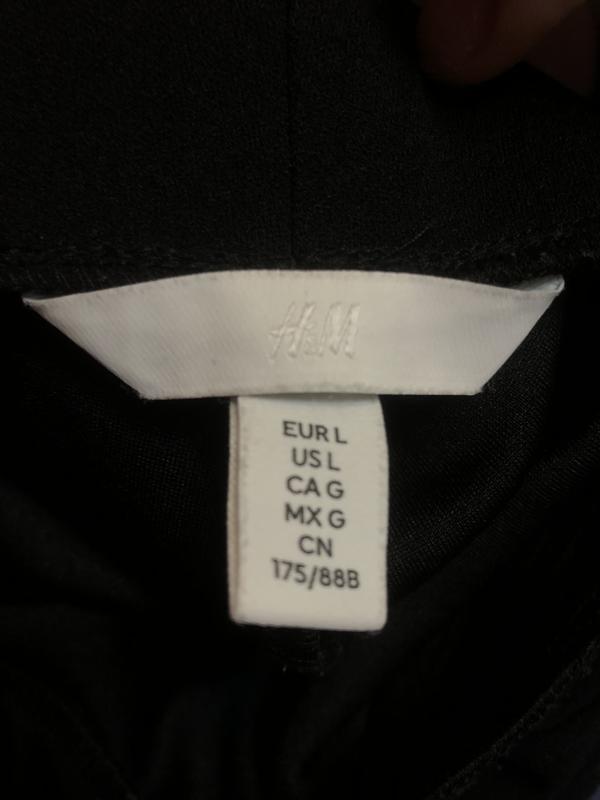 H&M
EUR L
US L
CA G
MX G
CN
175/88B